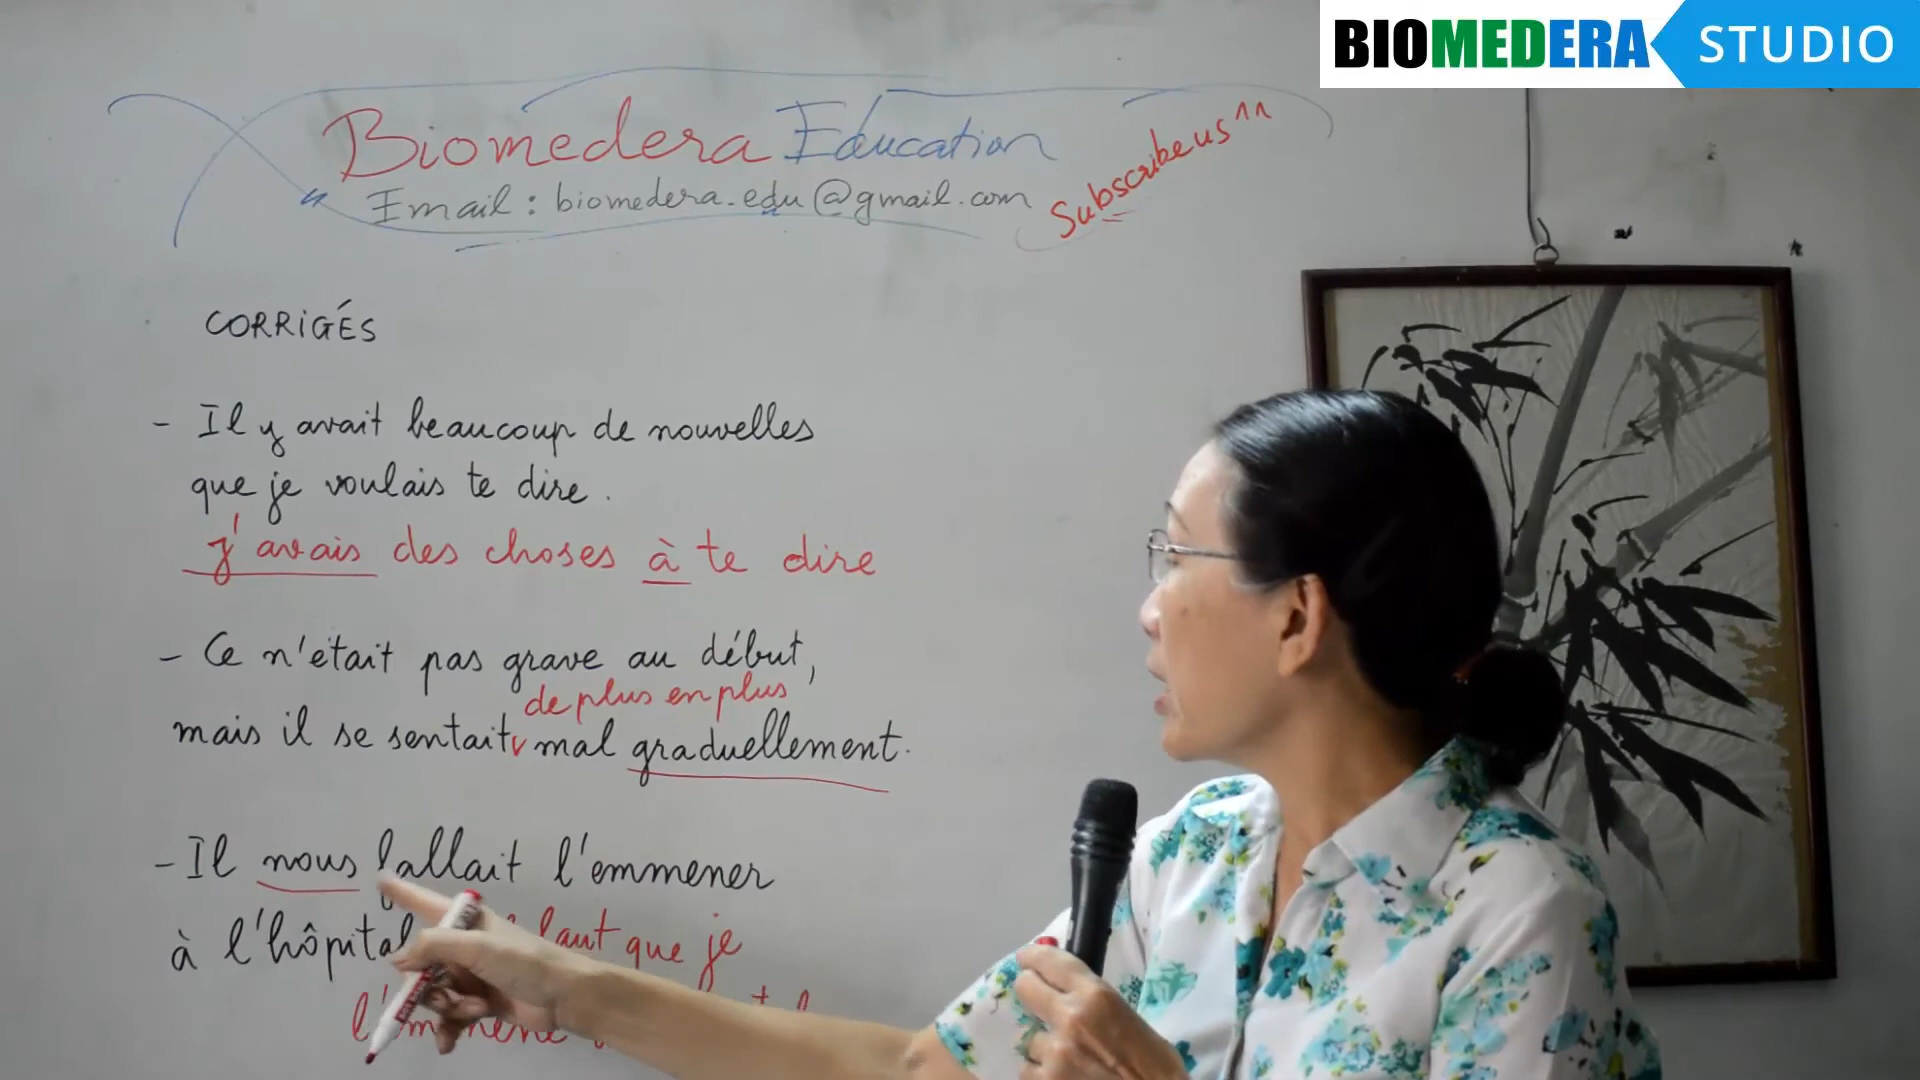 BIOMEDERA STUDIO
Biomedera Education
Email : biomedera.edu@gmail.com
Subscribe us ^^
CORRIGÉS
- Il y avait beaucoup de nouvelles
que je voulais te dire.
j'avais des choses à te dire
- Ce n'était pas grave au début,
de plus en plus
mais il se sentait mal graduellement.
- Il nous fallait l'emmener
à l'hôpital
faut que je
l'emmène